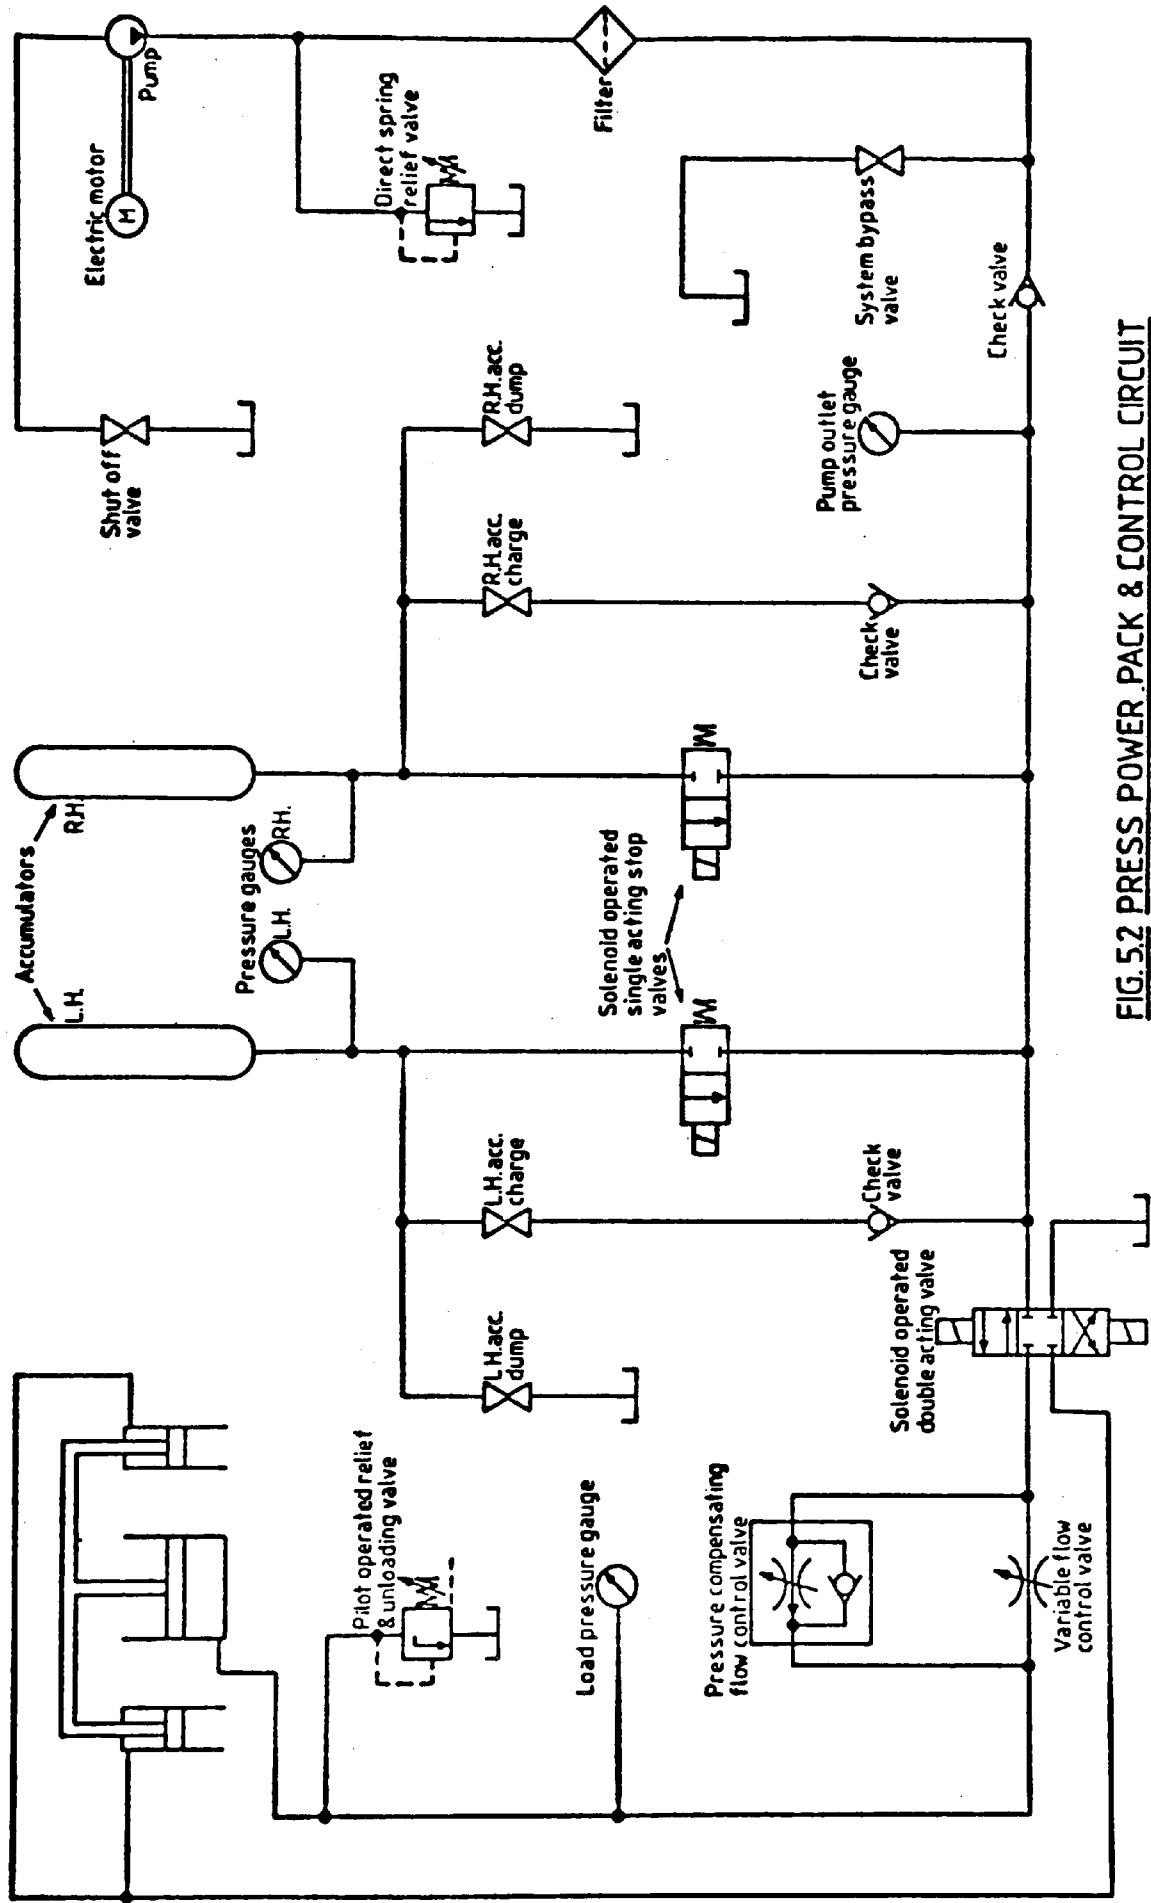 Accumulators
L.H.
R.H.
Pressure gauges
L.H.
R.H.
Shut off
valve
Electric motor
M
Pump
Pilot operated relief
& unloading valve
L.H.acc.
dump
L.H.acc.
charge
R.H.acc.
charge
R.H.acc.
dump
Direct spring
relief valve
Filter
Load pressure gauge
Solenoid operated
single acting stop
valves
Pressure compensating
flow control valve
Solenoid operated
double acting valve
Check
valve
Check
valve
Pump outlet
pressure gauge
System bypass
valve
Check valve
Variable flow
control valve
FIG. 5.2 PRESS POWER PACK & CONTROL CIRCUIT